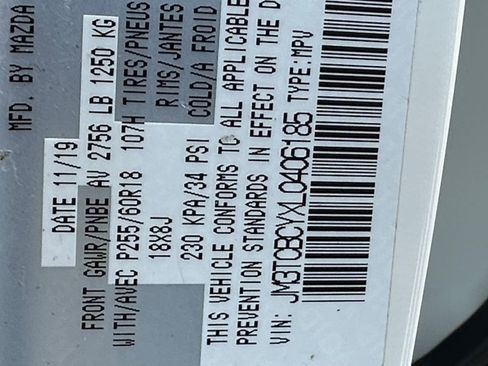 MFD. BY MAZDA
DATE 11/19
FRONT GAWR/PNBE AV 2756 LB 1250 KG
WITH/AVEC P255/60R18 107H TIRES/PNEUS
18X8J RIMS/JANTES
230 KPA/34 PSI COLD/A FROID
THIS VEHICLE CONFORMS TO ALL APPLICABLE
PREVENTION STANDARDS IN EFFECT ON THE D
VIN: JM3TCBCYXL0406185 TYPE: MPV